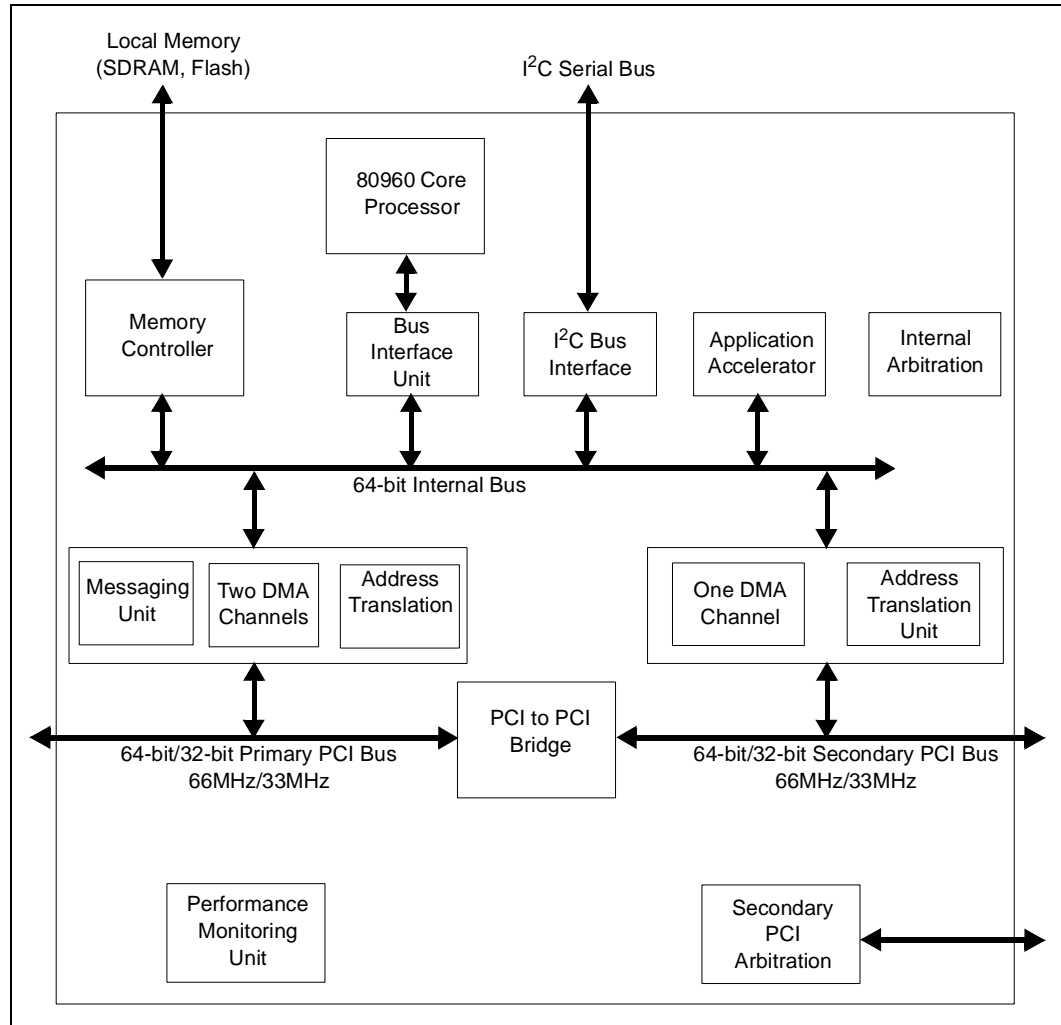 Local Memory
(SDRAM, Flash)
I²C Serial Bus
80960 Core
Processor
Memory
Controller
Bus
Interface
Unit
I²C Bus
Interface
Application
Accelerator
Internal
Arbitration
64-bit Internal Bus
Messaging
Unit
Two DMA
Channels
Address
Translation
One DMA
Channel
Address
Translation
Unit
PCI to PCI
Bridge
64-bit/32-bit Primary PCI Bus
66MHz/33MHz
64-bit/32-bit Secondary PCI Bus
66MHz/33MHz
Performance
Monitoring
Unit
Secondary
PCI
Arbitration